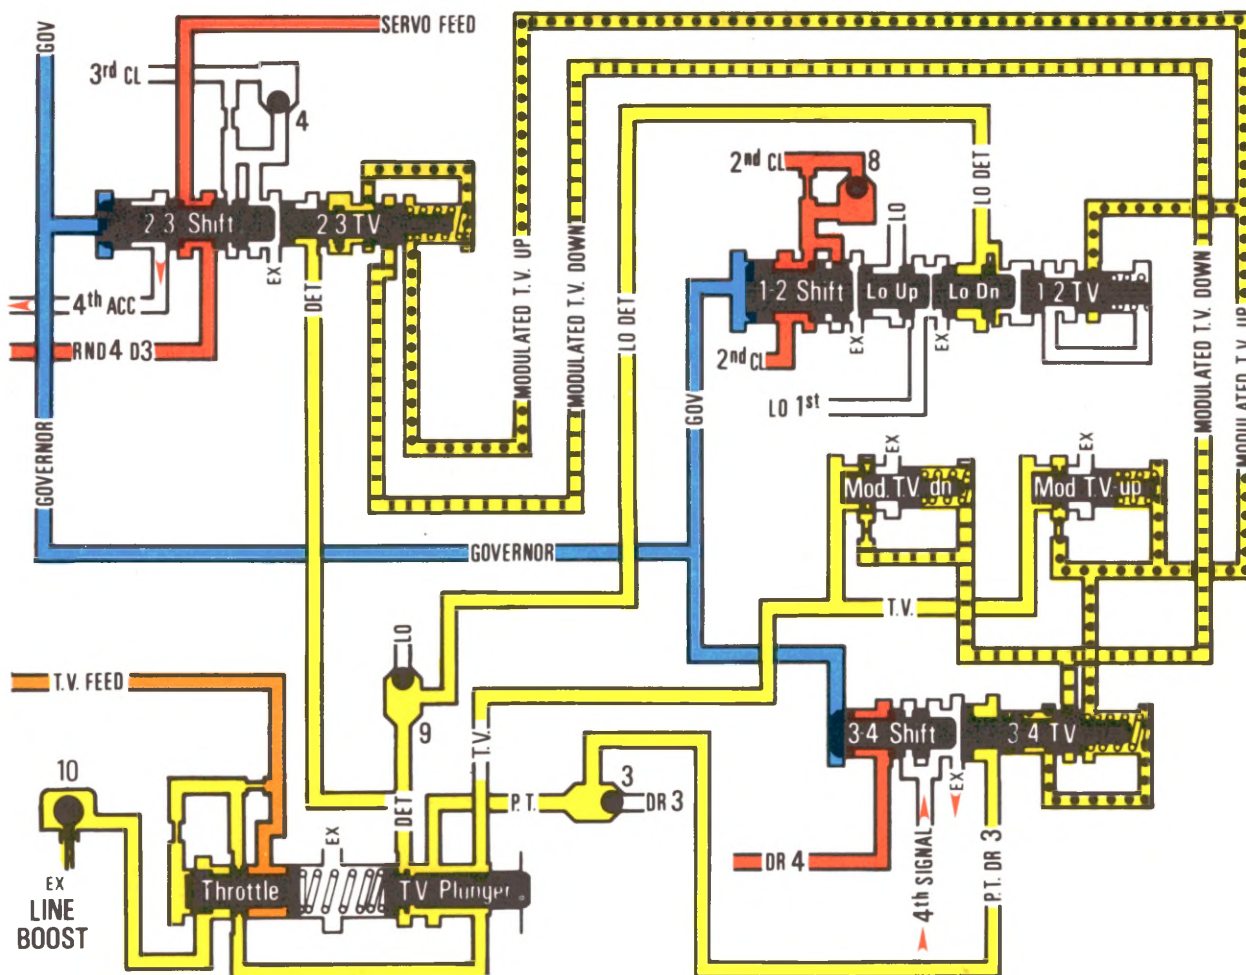 GOV
SERVO FEED
3rd CL
4
2-3 Shift
2-3 TV
EX
4th ACC
RND4 D3
DET
GOVERNOR
MODULATED T.V. UP
MODULATED T.V. DOWN
LO DET
2nd CL
8
LO
LO DET
1-2 Shift
Lo Up
Lo Dn
1-2 TV
EX
EX
2nd CL
LO 1st
GOV
MODULATED T.V. DOWN
MODULATED T.V. UP
EX
EX
Mod. T.V. dn
Mod T.V. up
GOVERNOR
T.V.
LO
9
T.V. FEED
T.V.
3-4 Shift
3-4 TV
10
3
P.T.
DR 3
DET
EX
EX
DR 4
4th SIGNAL
P.T. DR 3
Throttle
T.V. Plunger
EX
LINE
BOOST